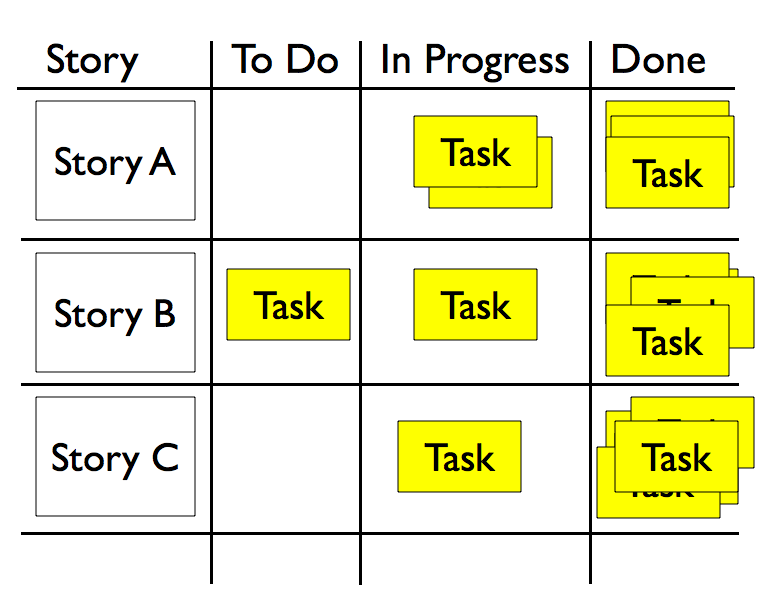 Story To Do In Progress Done
Story A Task Task
Story B Task Task Task
Story C Task Task